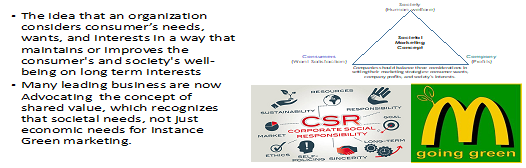 • The idea that an organization
considers consumer's needs,
wants, and interests in a way that
maintains or improves the
consumer's and society's well-
being on long term interests
• Many leading business are now
Advocating the concept of
shared value, which recognizes
that societal needs, not just
economic needs for instance
Green marketing.
Society
(Human welfare)
Societal
Marketing
Concept
Consumers
(Want Satisfaction)
Company
(Profits)
Companies should balance three considerations in
setting their marketing strategies: consumer wants,
company profits, and society's interests.
RESOURCES
SUSTAINABILITY
RESPONSIBILITY
GOAL
CSR
MARKET
CORPORATE SOCIAL
RESPONSIBILITY
LONG-TERM
ETHICS
SELF-
POLICING
SINCERITY
going green